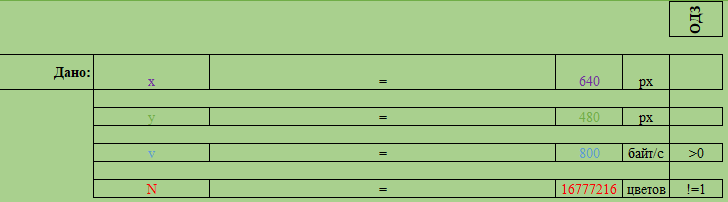 ОДЗ
Дано: x = 640 px
y = 480 px
v = 800 байт/с >0
N = 16777216 цветов !=1